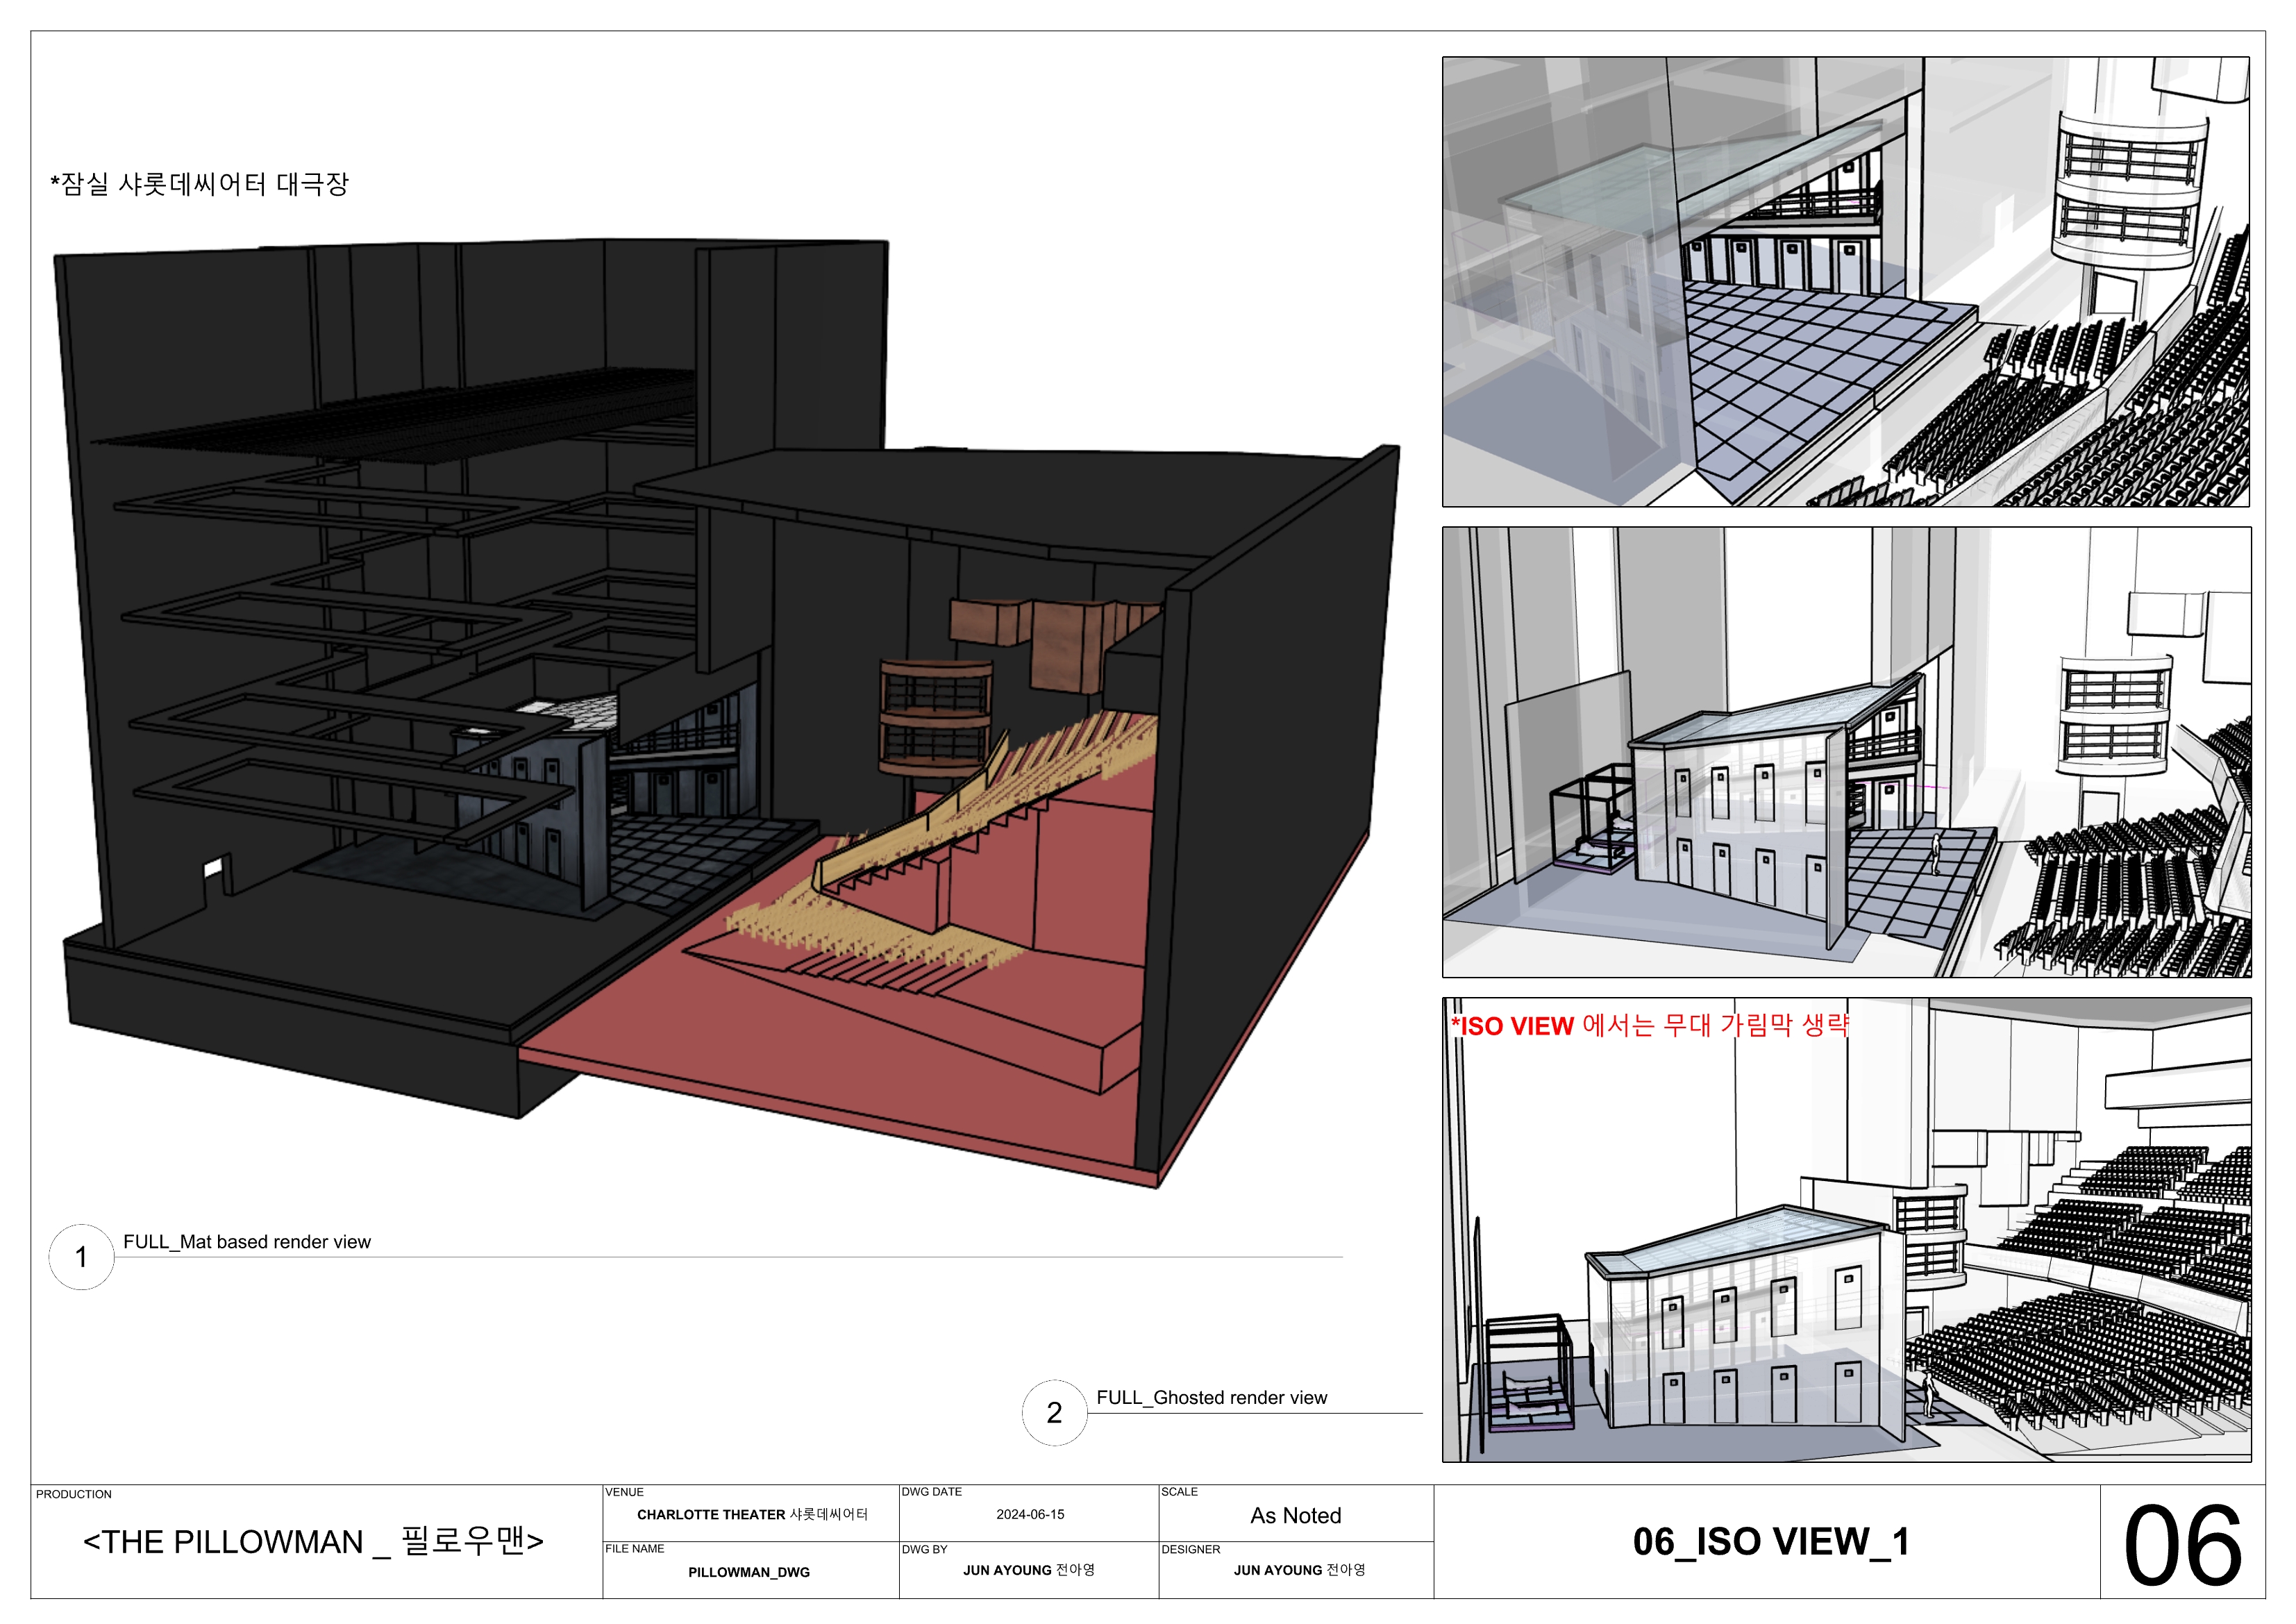 *잠실 샤롯데씨어터 대극장
*ISO VIEW 에서는 무대 가림막 생략
1
FULL_Mat based render view
2
FULL_Ghosted render view
PRODUCTION
<THE PILLOWMAN _ 필로우맨>
VENUE
CHARLOTTE THEATER 샤롯데씨어터
FILE NAME
PILLOWMAN_DWG
DWG DATE
2024-06-15
DWG BY
JUN AYOUNG 전아영
SCALE
As Noted
DESIGNER
JUN AYOUNG 전아영
06_ISO VIEW_1
06